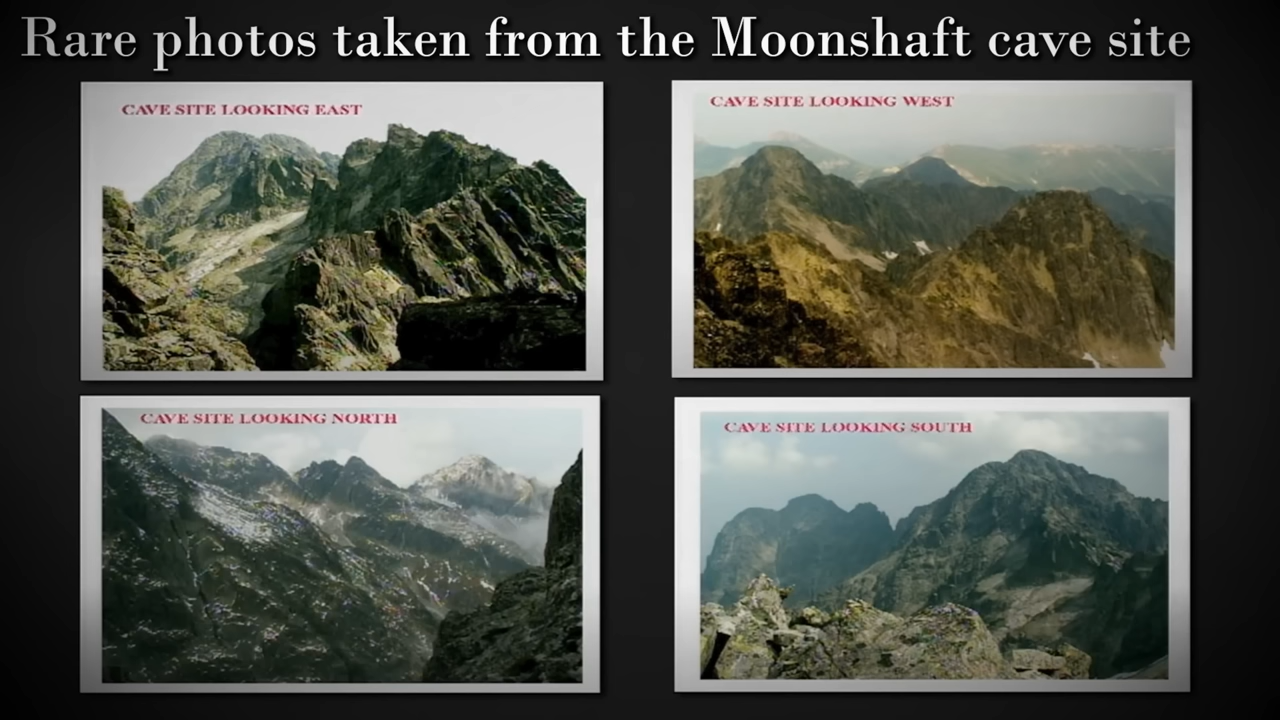 Rare photos taken from the Moonshaft cave site
CAVE SITE LOOKING EAST
CAVE SITE LOOKING WEST
CAVE SITE LOOKING NORTH
CAVE SITE LOOKING SOUTH